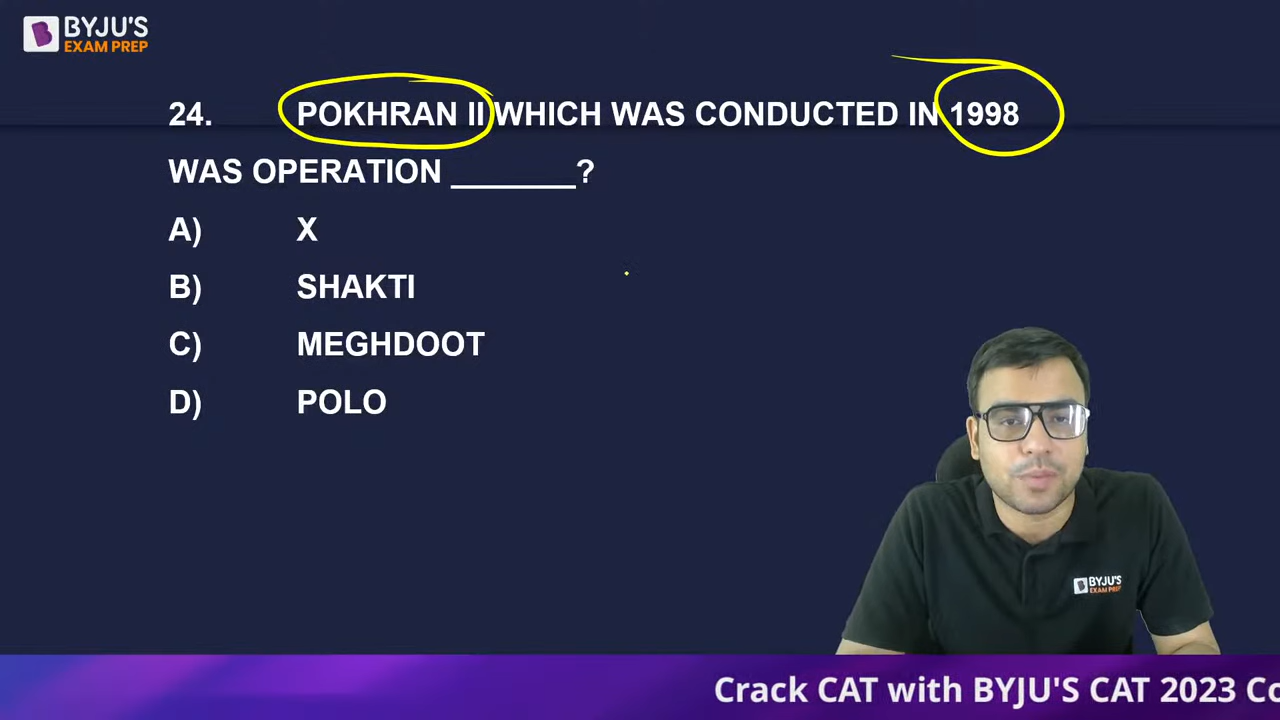 BYJU'S
EXAM PREP
24. POKHRAN II WHICH WAS CONDUCTED IN 1998
WAS OPERATION _______?
A) X
B) SHAKTI
C) MEGHDOOT
D) POLO
BYJU'S
EXAM PREP
Crack CAT with BYJU'S CAT 2023 Co